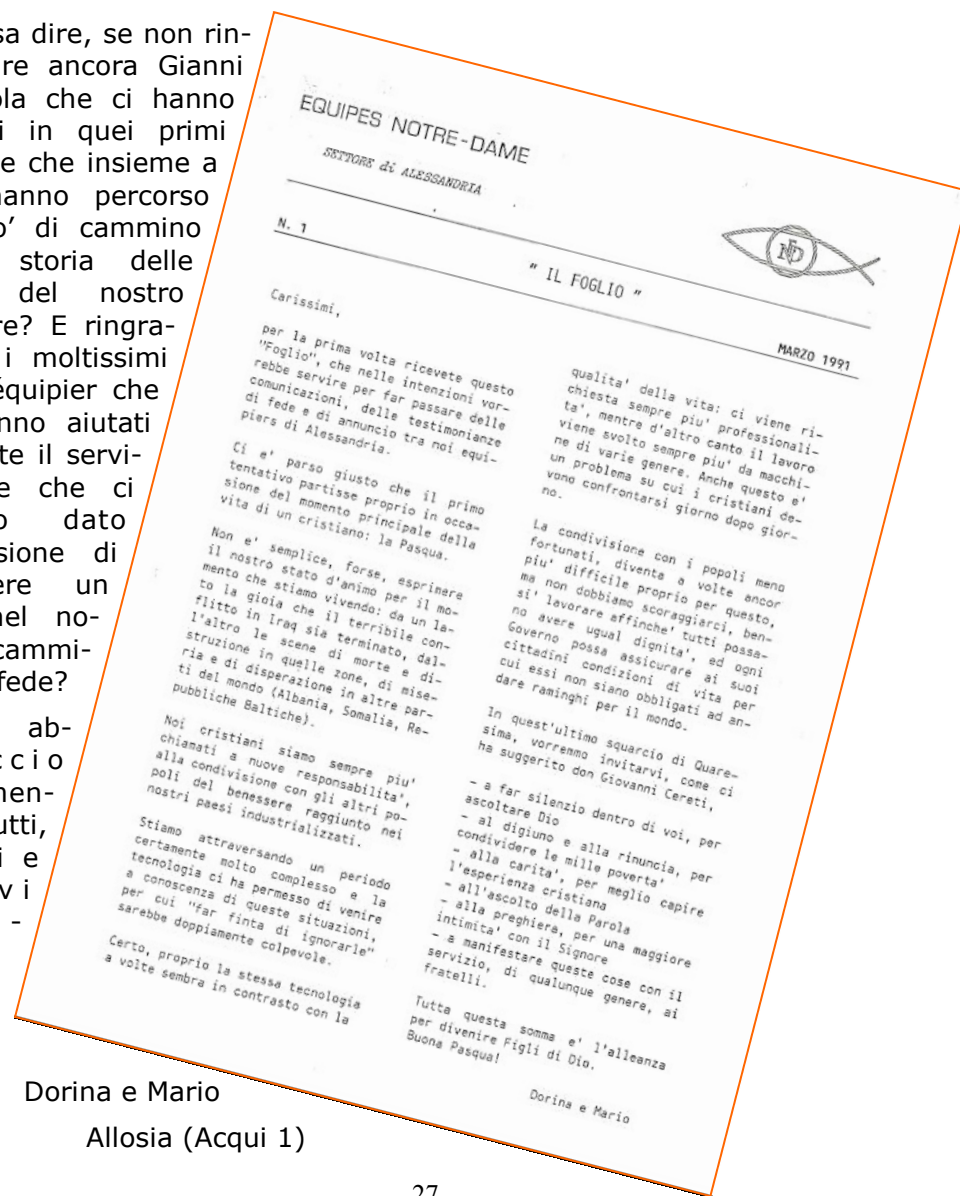 sa dire, se non rin-
re ancora Gianni
ola che ci hanno
i in quei primi
e che insieme a
hanno percorso
o’ di cammino
storia delle
del nostro
re? E ringra-
i moltissimi
équipier che
nno aiutati
te il servi-
e che ci
o dato
sione di
ere un
nel no-
cammi-
fede?
ab-
ccio
men-
utti,
i e
vi
-
Dorina e Mario
Allosia (Acqui 1)
EQUIPES NOTRE-DAME
SETTORE di ALESSANDRIA
N. 1
" IL FOGLIO "
MARZO 1991
Carissimi,
per la prima volta ricevete questo
"Foglio", che nelle intenzioni vor-
rebbe servire per far passare delle
comunicazioni, delle testimonianze
di fede e di annuncio tra noi equi-
piers di Alessandria.
Ci e' parso giusto che il primo
tentativo partisse proprio in occa-
sione del momento principale della
vita di un cristiano: la Pasqua.
Non e' semplice, forse, esprimere
il nostro stato d'animo per il mo-
mento che stiamo vivendo: da un la-
to la gioia che il terribile con-
flitto in Iraq sia terminato, dal-
l'altro le scene di morte e di-
struzione in quelle zone, di mise-
ria e di disperazione in altre par-
ti del mondo (Albania, Somalia, Re-
pubbliche Baltiche).
Noi cristiani siamo sempre piu'
chiamati a nuove responsabilita',
alla condivisione con gli altri po-
poli del benessere raggiunto nei
nostri paesi industrializzati.
Stiamo attraversando un periodo
certamente molto complesso e la
tecnologia ci ha permesso di venire
a conoscenza di queste situazioni,
per cui "far finta di ignorarle"
sarebbe doppiamente colpevole.
Certo, proprio la stessa tecnologia
a volte sembra in contrasto con la
qualita' della vita: ci viene ri-
chiesta sempre piu' professionali-
ta', mentre d'altro canto il lavoro
viene svolto sempre piu' da macchi-
ne di varie genere. Anche questo e'
un problema su cui i cristiani de-
vono confrontarsi giorno dopo gior-
no.
La condivisione con i popoli meno
fortunati, diventa a volte ancor
piu' difficile proprio per questo,
ma non dobbiamo scoraggiarci, ben-
si' lavorare affinche' tutti possa-
no avere ugual dignita', ed ogni
Governo possa assicurare ai suoi
cittadini condizioni di vita per
cui essi non siano obbligati ad an-
dare raminghi per il mondo.
In quest'ultimo squarcio di Quare-
sima, vorremmo invitarvi, come ci
ha suggerito don Giovanni Cereti,
- a far silenzio dentro di voi, per
ascoltare Dio
- al digiuno e alla rinuncia, per
condividere le mille poverta'
- alla carita', per meglio capire
l'esperienza cristiana
- all'ascolto della Parola
- alla preghiera, per una maggiore
intimita' con il Signore
- a manifestare queste cose con il
servizio, di qualunque genere, ai
fratelli.
Tutta questa somma e' l'alleanza
per divenire Figli di Dio.
Buona Pasqua!
Dorina e Mario
27